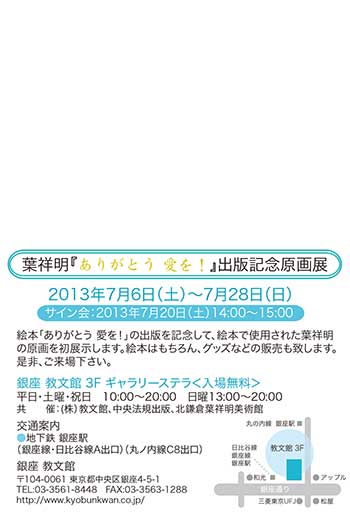 葉祥明『ありがとう 愛を！』出版記念原画展
2013年7月6日（土）～7月28日（日）
サイン会：2013年7月20日（土）14:00～15:00
絵本「ありがとう 愛を！」の出版を記念して、絵本で使用された葉祥明
の原画を初展示します。絵本はもちろん、グッズなどの販売も致します。
是非、ご来場下さい。
銀座 教文館 3F ギャラリーステラ＜入場無料＞
平日・土曜・祝日　10:00～20:00　日曜13:00～20:00
共　　催：（株）教文館、中央法規出版、北鎌倉葉祥明美術館
交通案内
●地下鉄 銀座駅
（銀座線・日比谷線A出口）（丸ノ内線C8出口）
銀座 教文館
〒104-0061 東京都中央区銀座4-5-1
TEL:03-3561-8448　FAX:03-3563-1288
http://www.kyobunkwan.co.jp/
丸の内線 銀座駅
教文館 3F
日比谷線
銀座線
銀座駅
和光
アップル
銀座通り
三菱東京UFJ
松屋